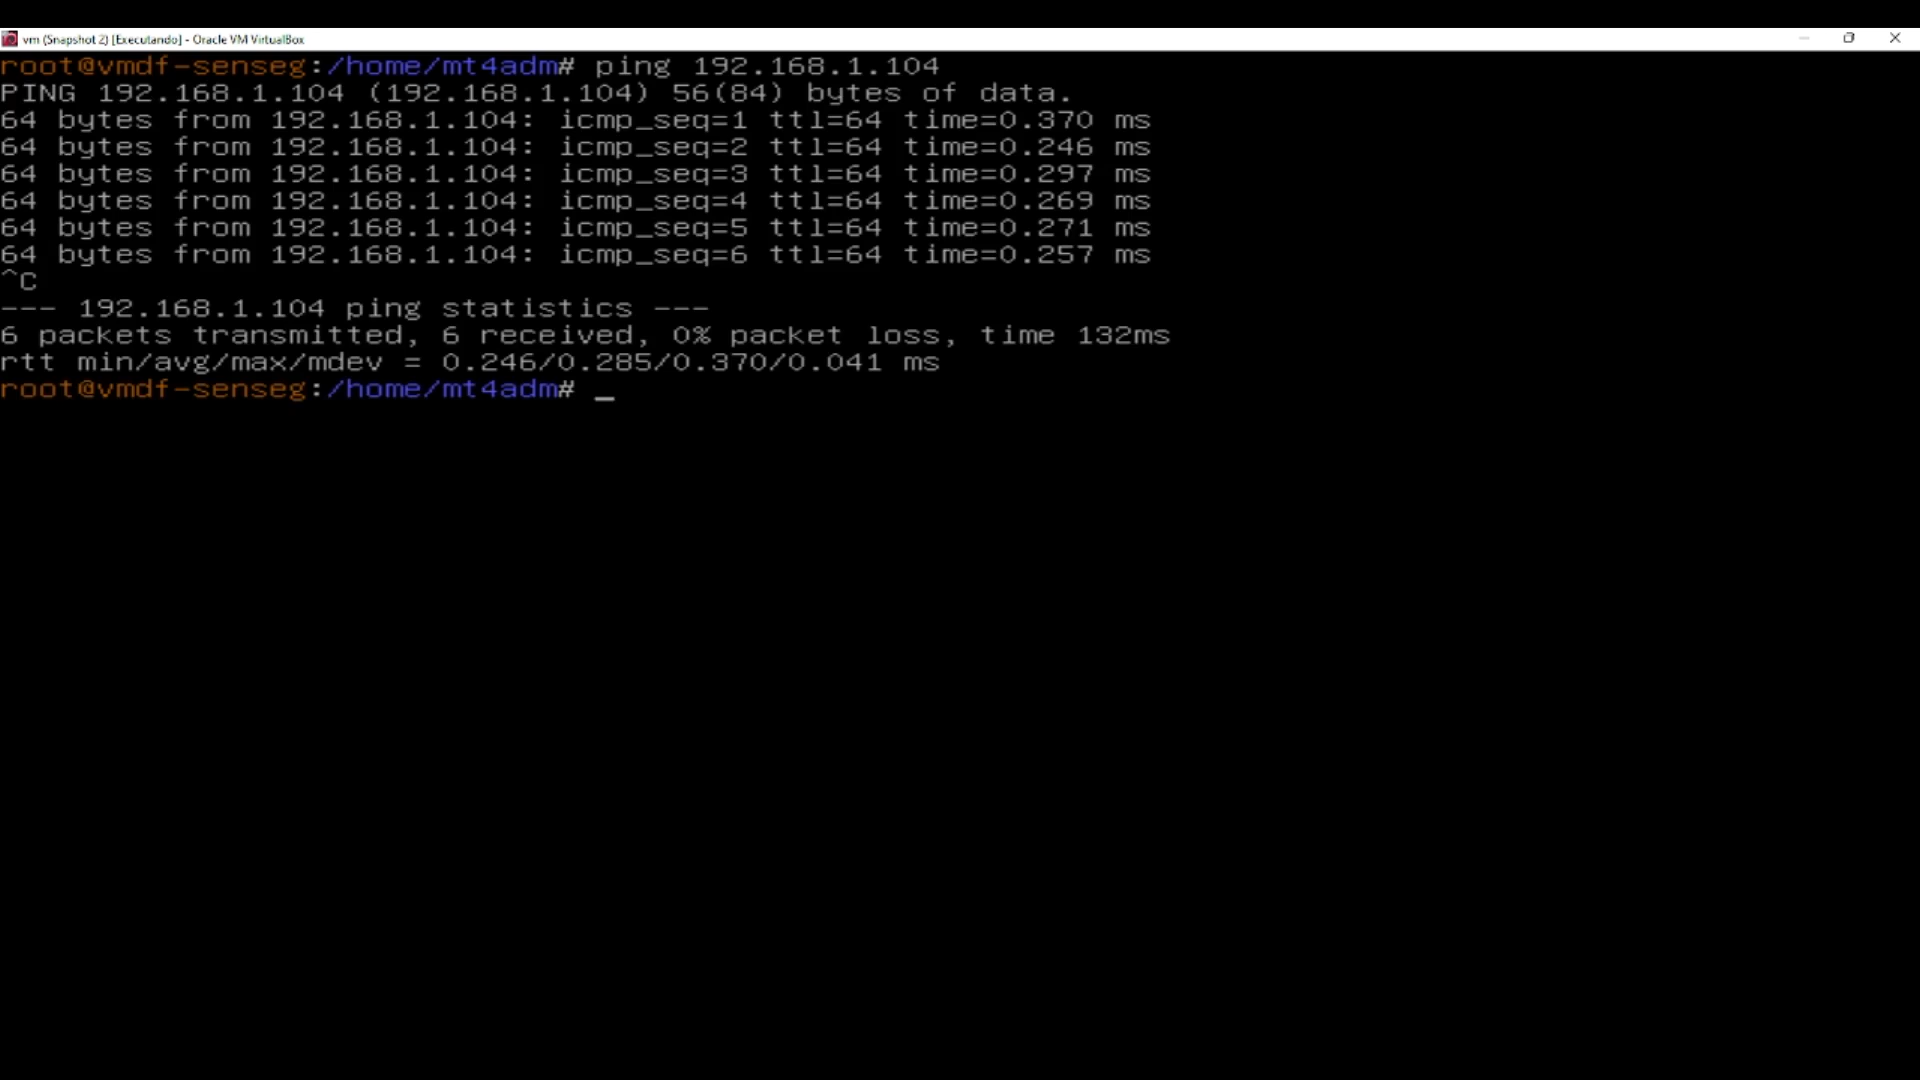 vm (Snapshot 2) [Executando] - Oracle VM VirtualBox
root@vmdf-senseg:/home/mt4adm# ping 192.168.1.104
PING 192.168.1.104 (192.168.1.104) 56(84) bytes of data.
64 bytes from 192.168.1.104: icmp_seq=1 ttl=64 time=0.370 ms
64 bytes from 192.168.1.104: icmp_seq=2 ttl=64 time=0.246 ms
64 bytes from 192.168.1.104: icmp_seq=3 ttl=64 time=0.297 ms
64 bytes from 192.168.1.104: icmp_seq=4 ttl=64 time=0.269 ms
64 bytes from 192.168.1.104: icmp_seq=5 ttl=64 time=0.271 ms
64 bytes from 192.168.1.104: icmp_seq=6 ttl=64 time=0.257 ms
^C
--- 192.168.1.104 ping statistics ---
6 packets transmitted, 6 received, 0% packet loss, time 132ms
rtt min/avg/max/mdev = 0.246/0.285/0.370/0.041 ms
root@vmdf-senseg:/home/mt4adm# _